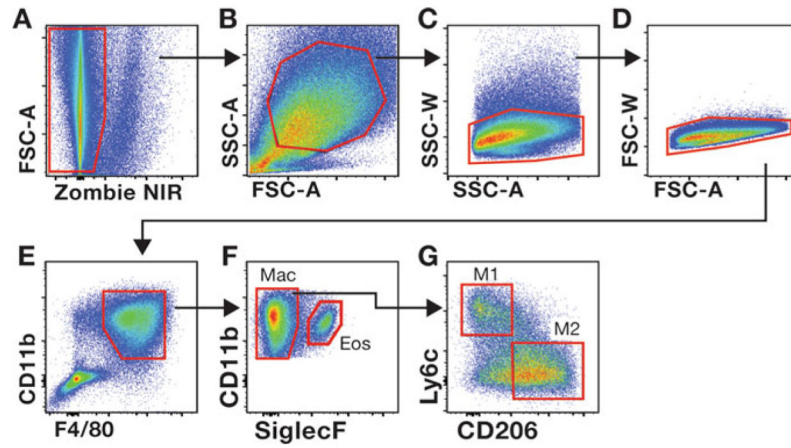 A
FSC-A
Zombie NIR
B
SSC-A
FSC-A
C
SSC-W
SSC-A
D
FSC-W
FSC-A
E
CD11b
F4/80
F
Mac
Eos
CD11b
SiglecF
G
M1
M2
Ly6c
CD206